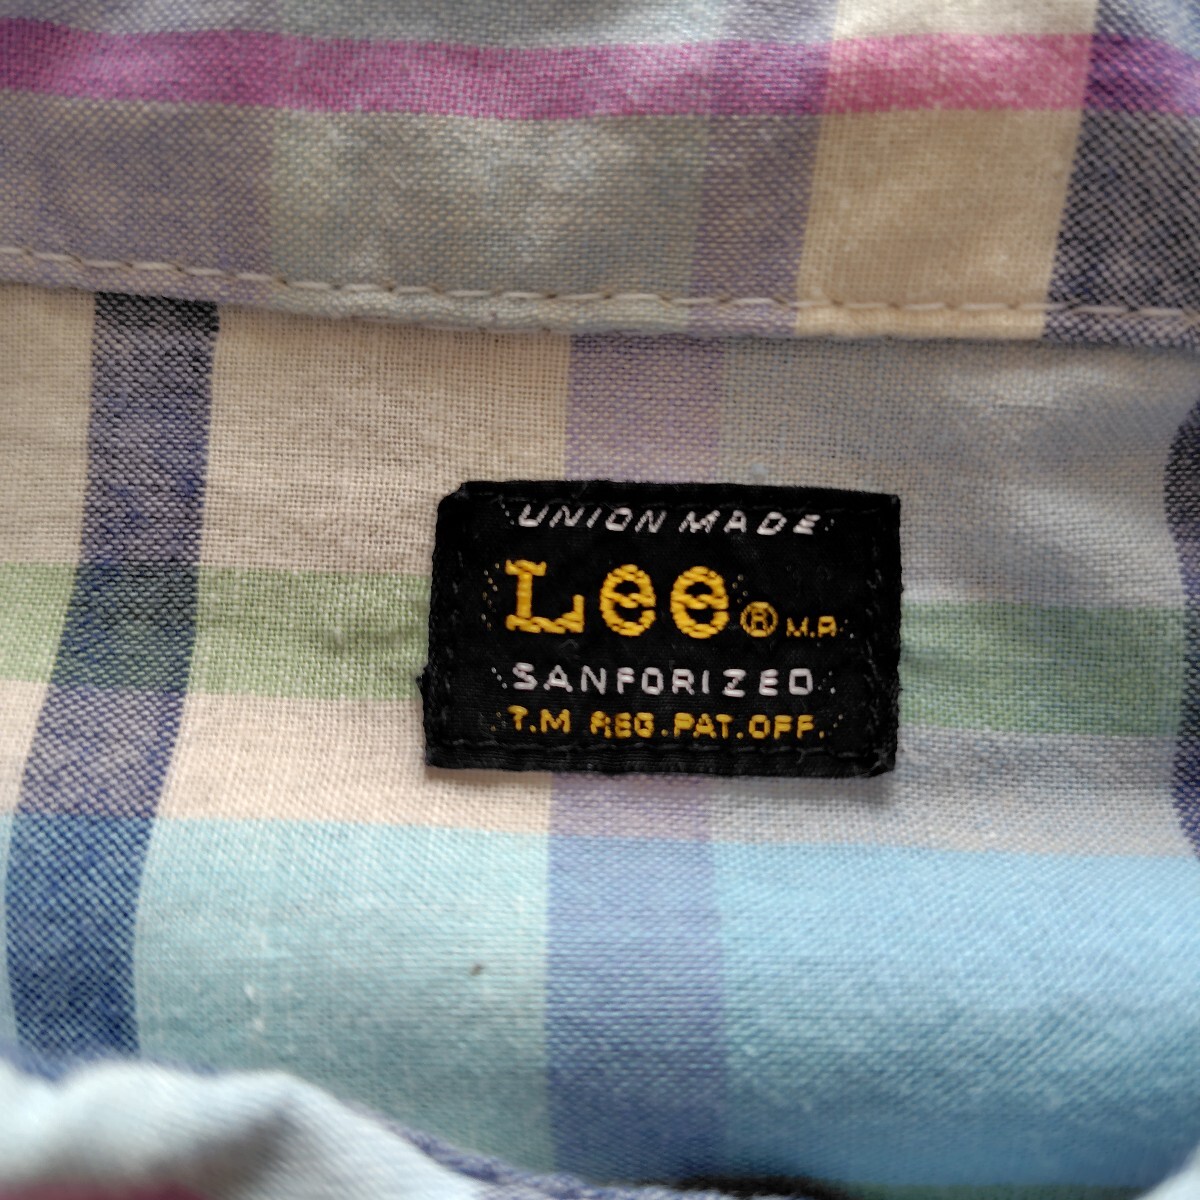 UNION MADE
Lee® M.R.
SANFORIZED
T.M REG.PAT.OFF.